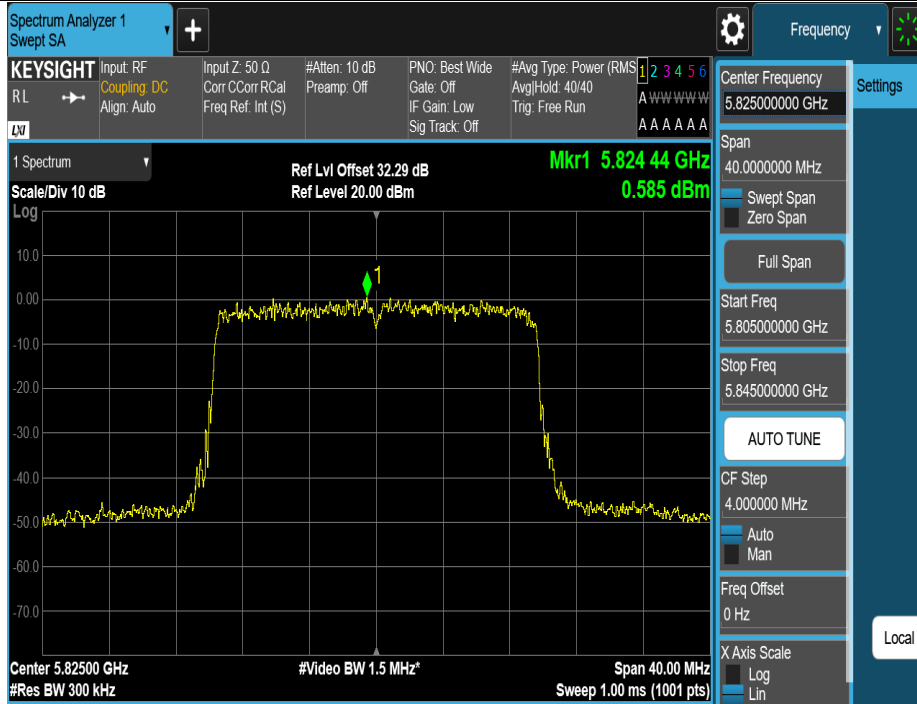 Spectrum Analyzer 1
Swept SA
+
Frequency
KEYSIGHT
R L
LXI
Input: RF
Coupling: DC
Align: Auto
Input Z: 50 Ω
Corr CCorr RCal
Freq Ref: Int (S)
#Atten: 10 dB
Preamp: Off
PNO: Best Wide
Gate: Off
IF Gain: Low
Sig Track: Off
#Avg Type: Power (RMS
Avg|Hold: 40/40
Trig: Free Run
1 2 3 4 5 6
A W W W W W
A A A A A A
1 Spectrum
Scale/Div 10 dB
Log
Ref Lvl Offset 32.29 dB
Ref Level 20.00 dBm
Mkr1 5.824 44 GHz
0.585 dBm
10.0
0.00
-10.0
-20.0
-30.0
-40.0
-50.0
-60.0
-70.0
1
Center 5.82500 GHz
#Res BW 300 kHz
#Video BW 1.5 MHz*
Span 40.00 MHz
Sweep 1.00 ms (1001 pts)
Center Frequency
5.825000000 GHz
Settings
Span
40.0000000 MHz
Swept Span
Zero Span
Full Span
Start Freq
5.805000000 GHz
Stop Freq
5.845000000 GHz
AUTO TUNE
CF Step
4.000000 MHz
Auto
Man
Freq Offset
0 Hz
X Axis Scale
Log
Lin
Local